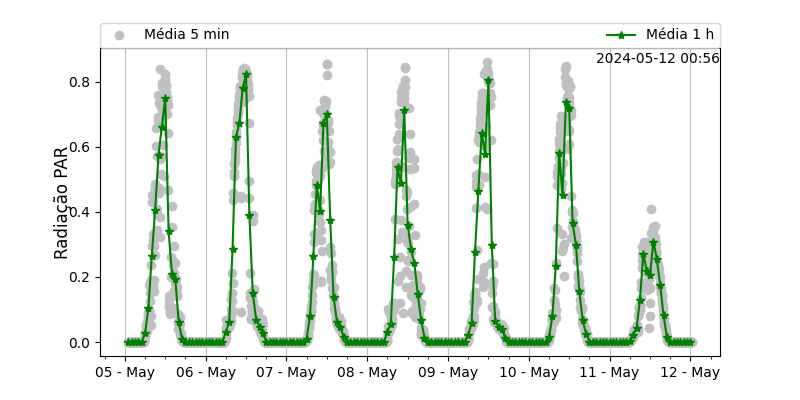 Média 5 min
Média 1 h
2024-05-12 00:56
Radiação PAR
0.8
0.6
0.4
0.2
0.0
05 - May
06 - May
07 - May
08 - May
09 - May
10 - May
11 - May
12 - May